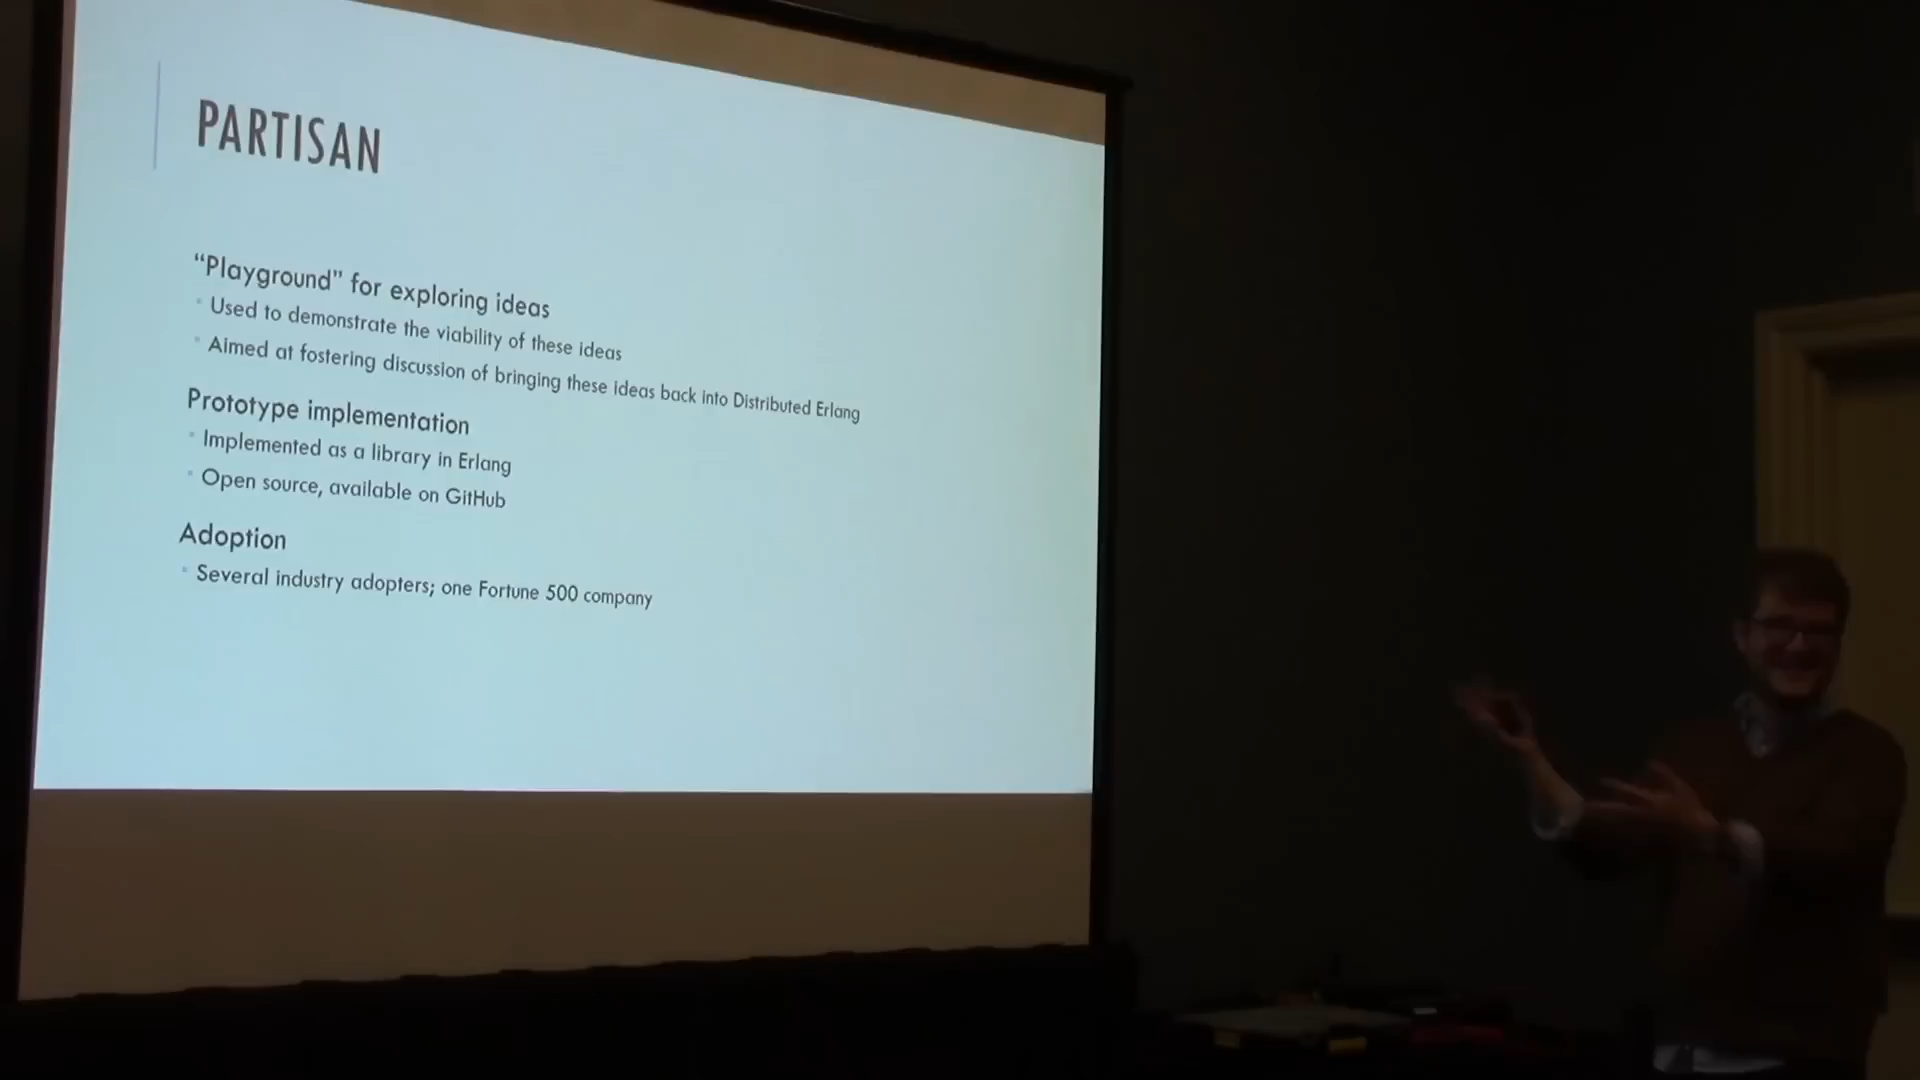 PARTISAN
“Playground” for exploring ideas
Used to demonstrate the viability of these ideas
Aimed at fostering discussion of bringing these ideas back into Distributed Erlang
Prototype implementation
Implemented as a library in Erlang
Open source, available on GitHub
Adoption
Several industry adopters; one Fortune 500 company